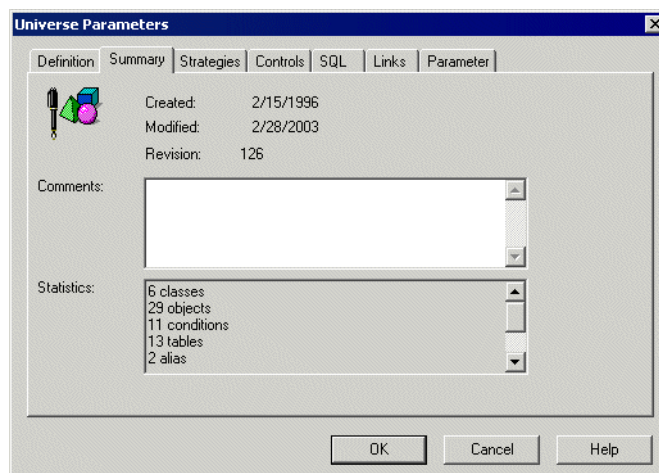 Universe Parameters
Definition Summary Strategies Controls SQL Links Parameter
Created: 2/15/1996
Modified: 2/28/2003
Revision: 126
Comments:
Statistics: 6 classes
29 objects
11 conditions
13 tables
2 alias
OK Cancel Help